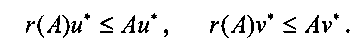 r(A)u* ≤ Au*, r(A)v* ≤ Av*.